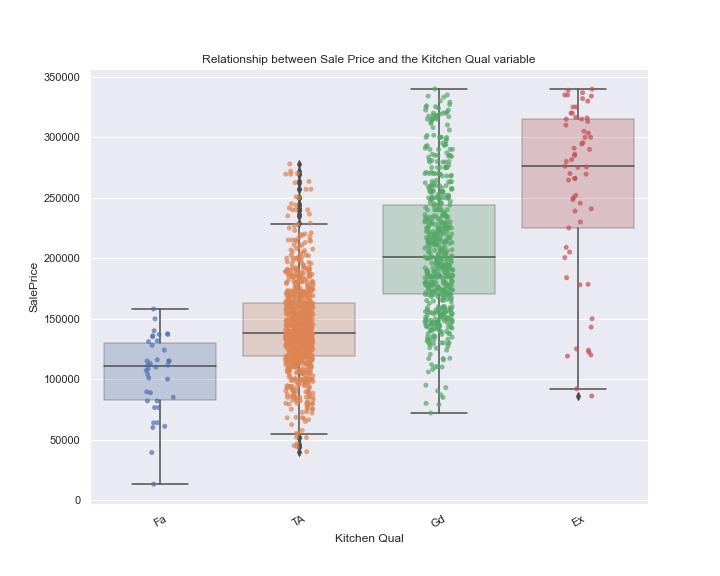 Relationship between Sale Price and the Kitchen Qual variable
350000
300000
250000
200000
150000
100000
50000
0
SalePrice
Fa
TA
Gd
Ex
Kitchen Qual